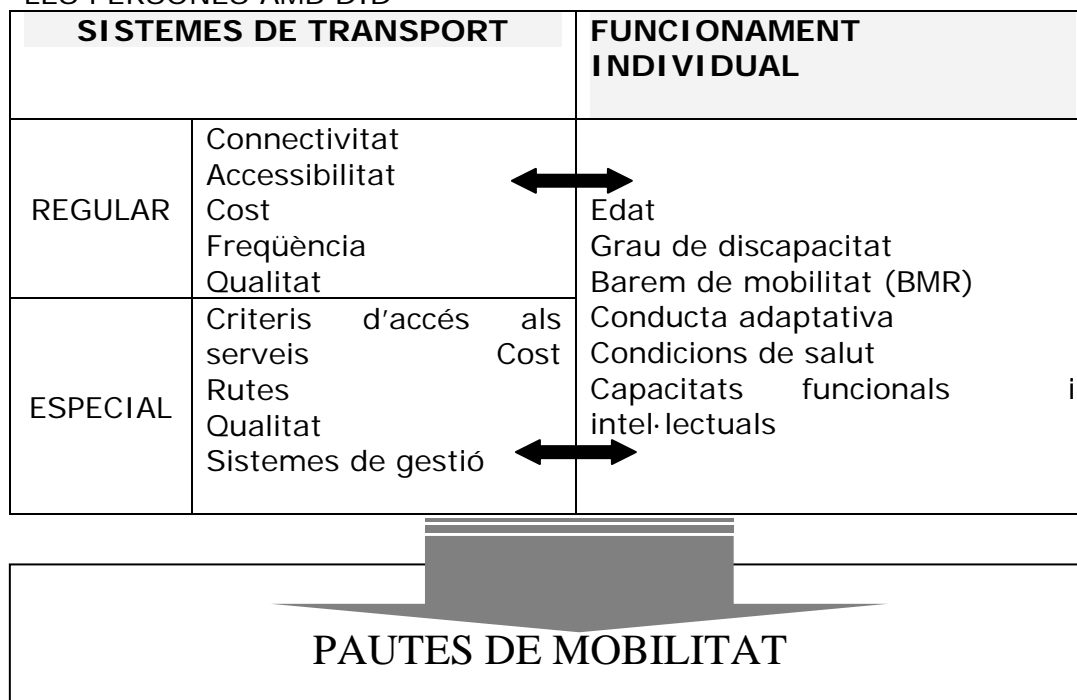 SISTEMES DE TRANSPORT
FUNCIONAMENT
INDIVIDUAL
REGULAR
Connectivitat
Accessibilitat
Cost
Freqüència
Qualitat
ESPECIAL
Criteris d'accés als
serveis Cost
Rutes
Qualitat
Sistemes de gestió
Edat
Grau de discapacitat
Barem de mobilitat (BMR)
Conducta adaptativa
Condicions de salut
Capacitats funcionals i
intel·lectuals
PAUTES DE MOBILITAT